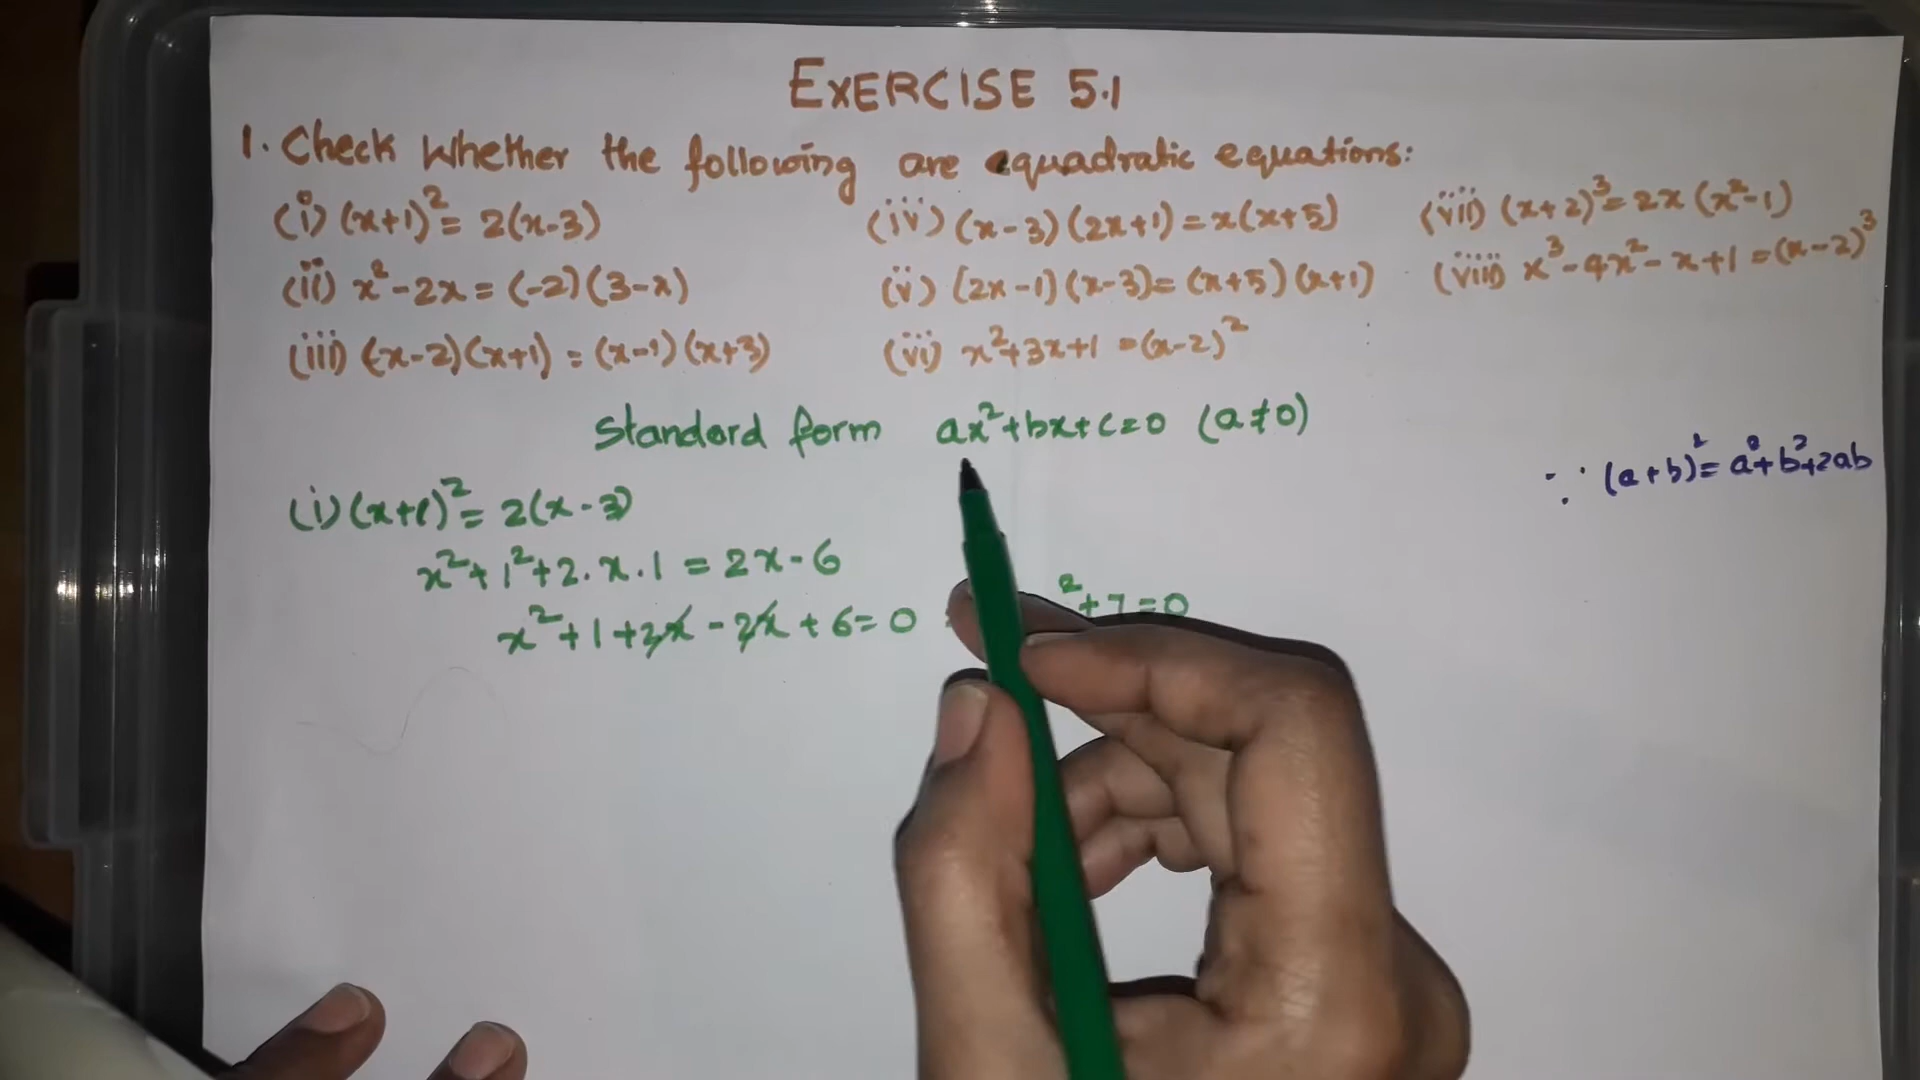 EXERCISE 5.1
1. Check whether the following are quadratic equations:
(i) (x+1)² = 2(x-3)
(ii) x² - 2x = (-2)(3-x)
(iii) (x-2)(x+1) = (x-1)(x+3)
(iv) (x-3)(2x+1) = x(x+5)
(v) (2x-1)(x-3) = (x+5)(x+1)
(vi) x²+3x+1 = (x-2)²
(vii) (x+2)³ = 2x(x²-1)
(viii) x³-4x²-x+1 = (x-2)³
Standard form ax²+bx+c=0 (a≠0)
∵ (a+b)² = a²+b²+2ab
(i) (x+1)² = 2(x-3)
x²+1²+2.x.1 = 2x-6
x²+1+2x-2x+6=0 ²+7=0